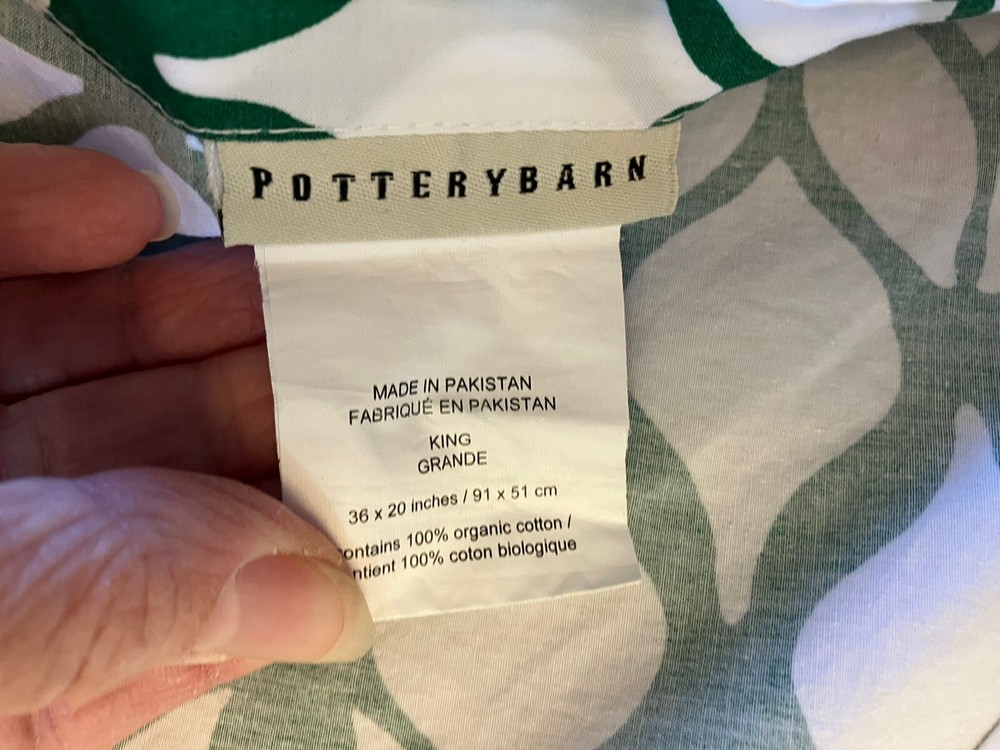 POTTERYBARN
MADE IN PAKISTAN
FABRIQUÉ EN PAKISTAN
KING
GRANDE
36 x 20 inches / 91 x 51 cm
ontains 100% organic cotton /
ntient 100% coton biologique